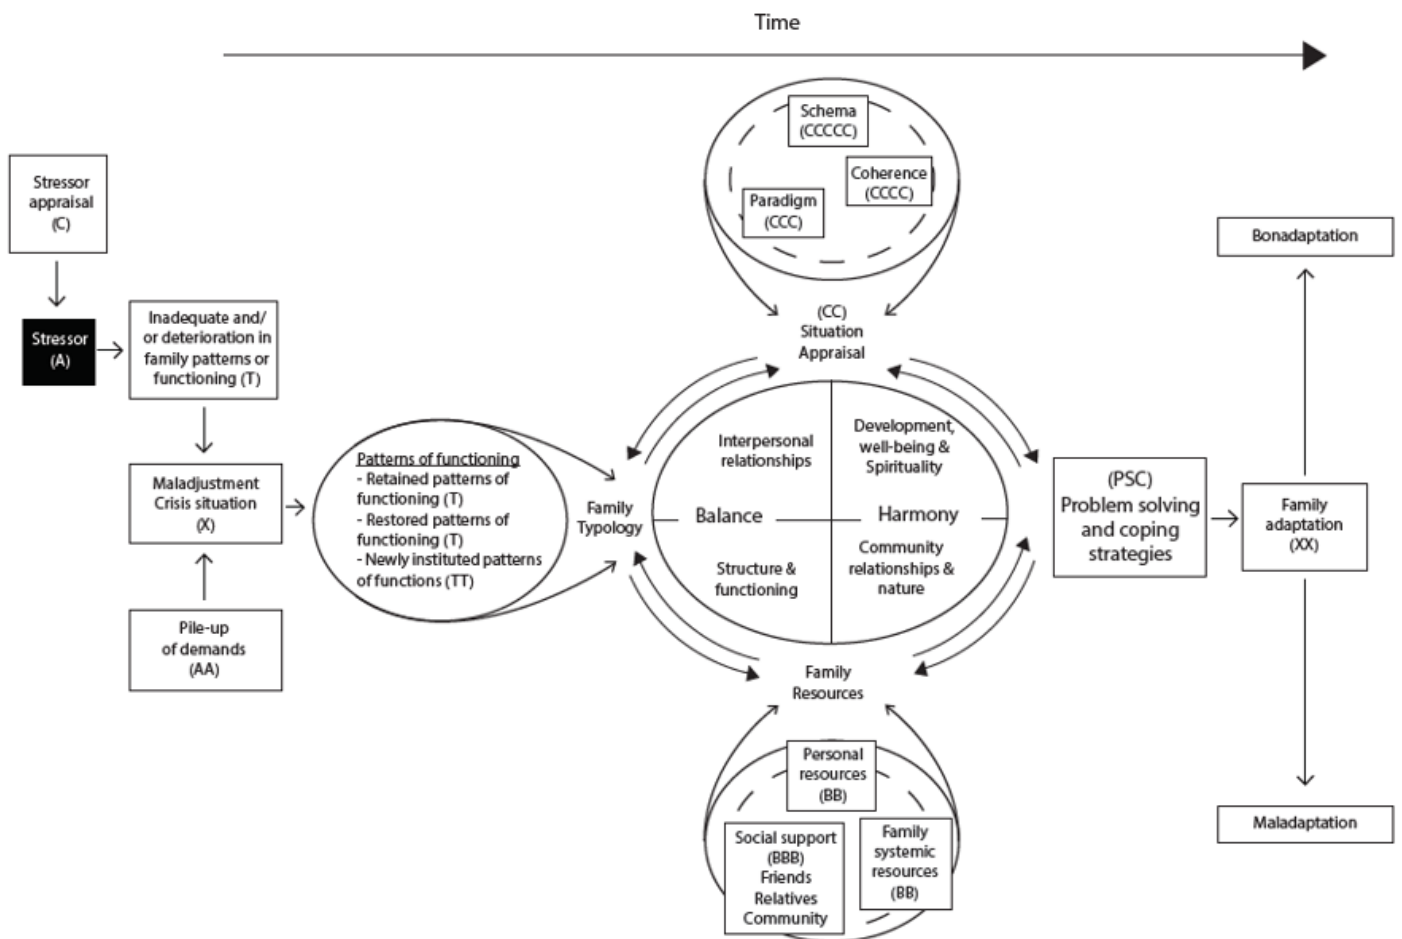 Time
Stressor
appraisal
(C)
Stressor
(A)
Inadequate and/
or deterioration in
family patterns or
functioning (T)
Maladjustment
Crisis situation
(X)
Pile-up
of demands
(AA)
Patterns of functioning
- Retained patterns of
functioning (T)
- Restored patterns of
functioning (T)
- Newly instituted patterns
of functions (TT)
Family
Typology
Schema
(CCCCC)
Coherence
(CCCC)
Paradigm
(CCC)
(CC)
Situation
Appraisal
Interpersonal
relationships
Development,
well-being &
Spirituality
Balance
Harmony
Structure &
functioning
Community
relationships &
nature
Family
Resources
Personal
resources
(BB)
Social support
(BBB)
Friends
Relatives
Community
Family
systemic
resources
(BB)
(PSC)
Problem solving
and coping
strategies
Family
adaptation
(XX)
Bonadaptation
Maladaptation